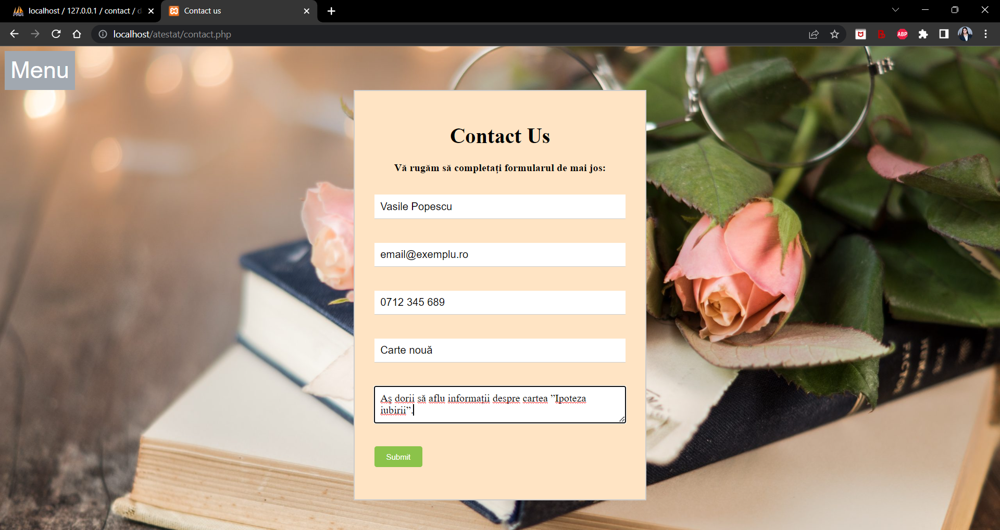 localhost / 127.0.0.1 / contact / d
Contact us
localhost/atestat/contact.php
ABP
Menu
Contact Us
Vă rugăm să completați formularul de mai jos:
Vasile Popescu
email@exemplu.ro
0712 345 689
Carte nouă
Aș dorii să aflu informații despre cartea ”Ipoteza
iubirii”.
Submit